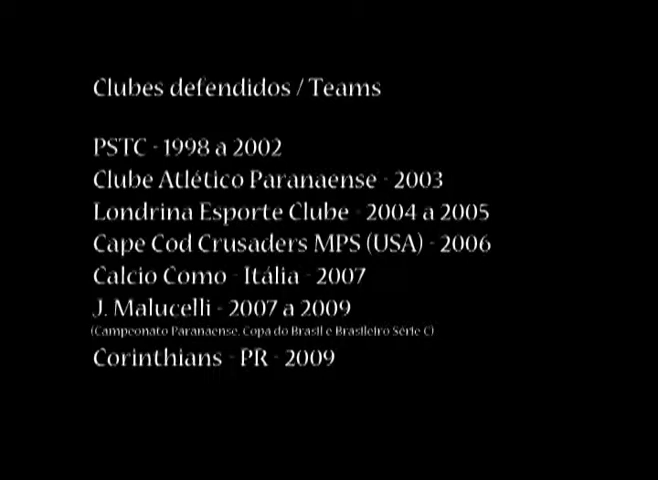 Clubes defendidos / Teams
PSTC - 1998 a 2002
Clube Atlético Paranaense - 2003
Londrina Esporte Clube - 2004 a 2005
Cape Cod Crusaders MPS (USA) - 2006
Calcio Como - Itália - 2007
J. Malucelli - 2007 a 2009
(Campeonato Paranaense, Copa do Brasil e Brasileiro Série C)
Corinthians - PR - 2009